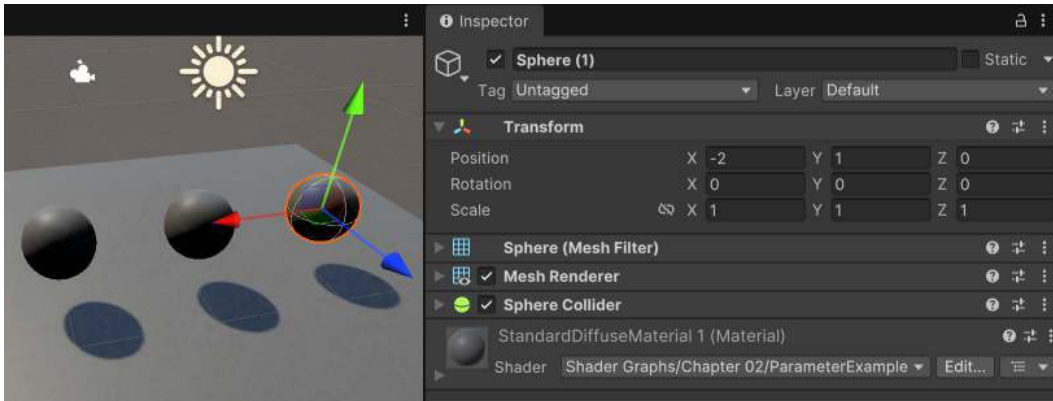 Inspector
Sphere (1)
Static
Tag Untagged Layer Default
Transform
Position X -2 Y 1 Z 0
Rotation X 0 Y 0 Z 0
Scale X 1 Y 1 Z 1
Sphere (Mesh Filter)
Mesh Renderer
Sphere Collider
StandardDiffuseMaterial 1 (Material)
Shader Shader Graphs/Chapter 02/ParameterExample Edit...